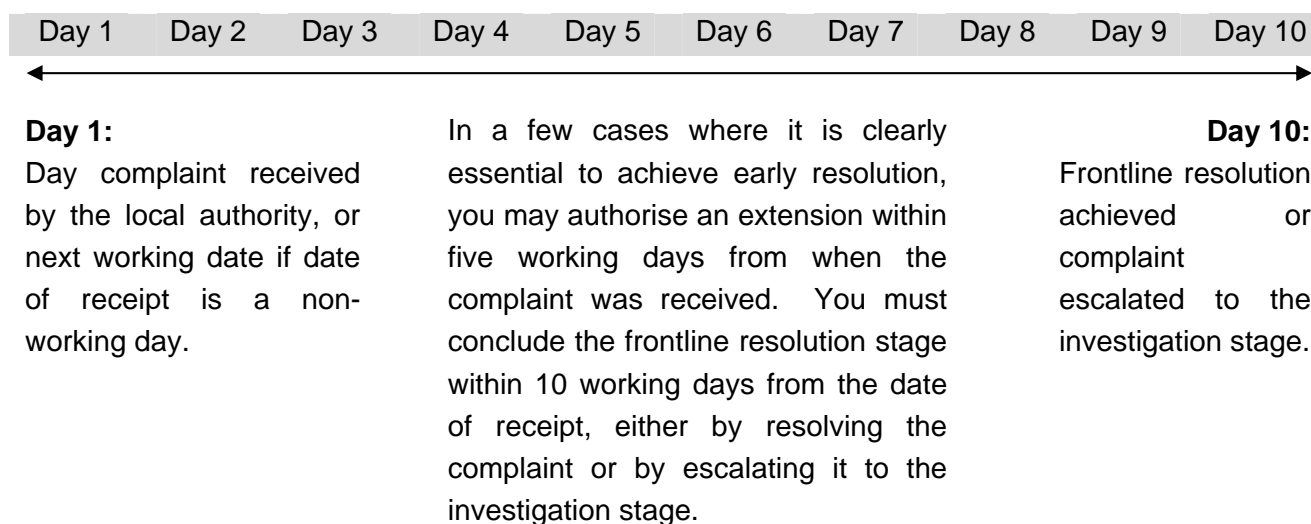 Day 1 Day 2 Day 3 Day 4 Day 5 Day 6 Day 7 Day 8 Day 9 Day 10
Day 1:
Day complaint received
by the local authority, or
next working date if date
of receipt is a non-
working day.
In a few cases where it is clearly
essential to achieve early resolution,
you may authorise an extension within
five working days from when the
complaint was received. You must
conclude the frontline resolution stage
within 10 working days from the date
of receipt, either by resolving the
complaint or by escalating it to the
investigation stage.
Day 10:
Frontline resolution
achieved or
complaint
escalated to the
investigation stage.